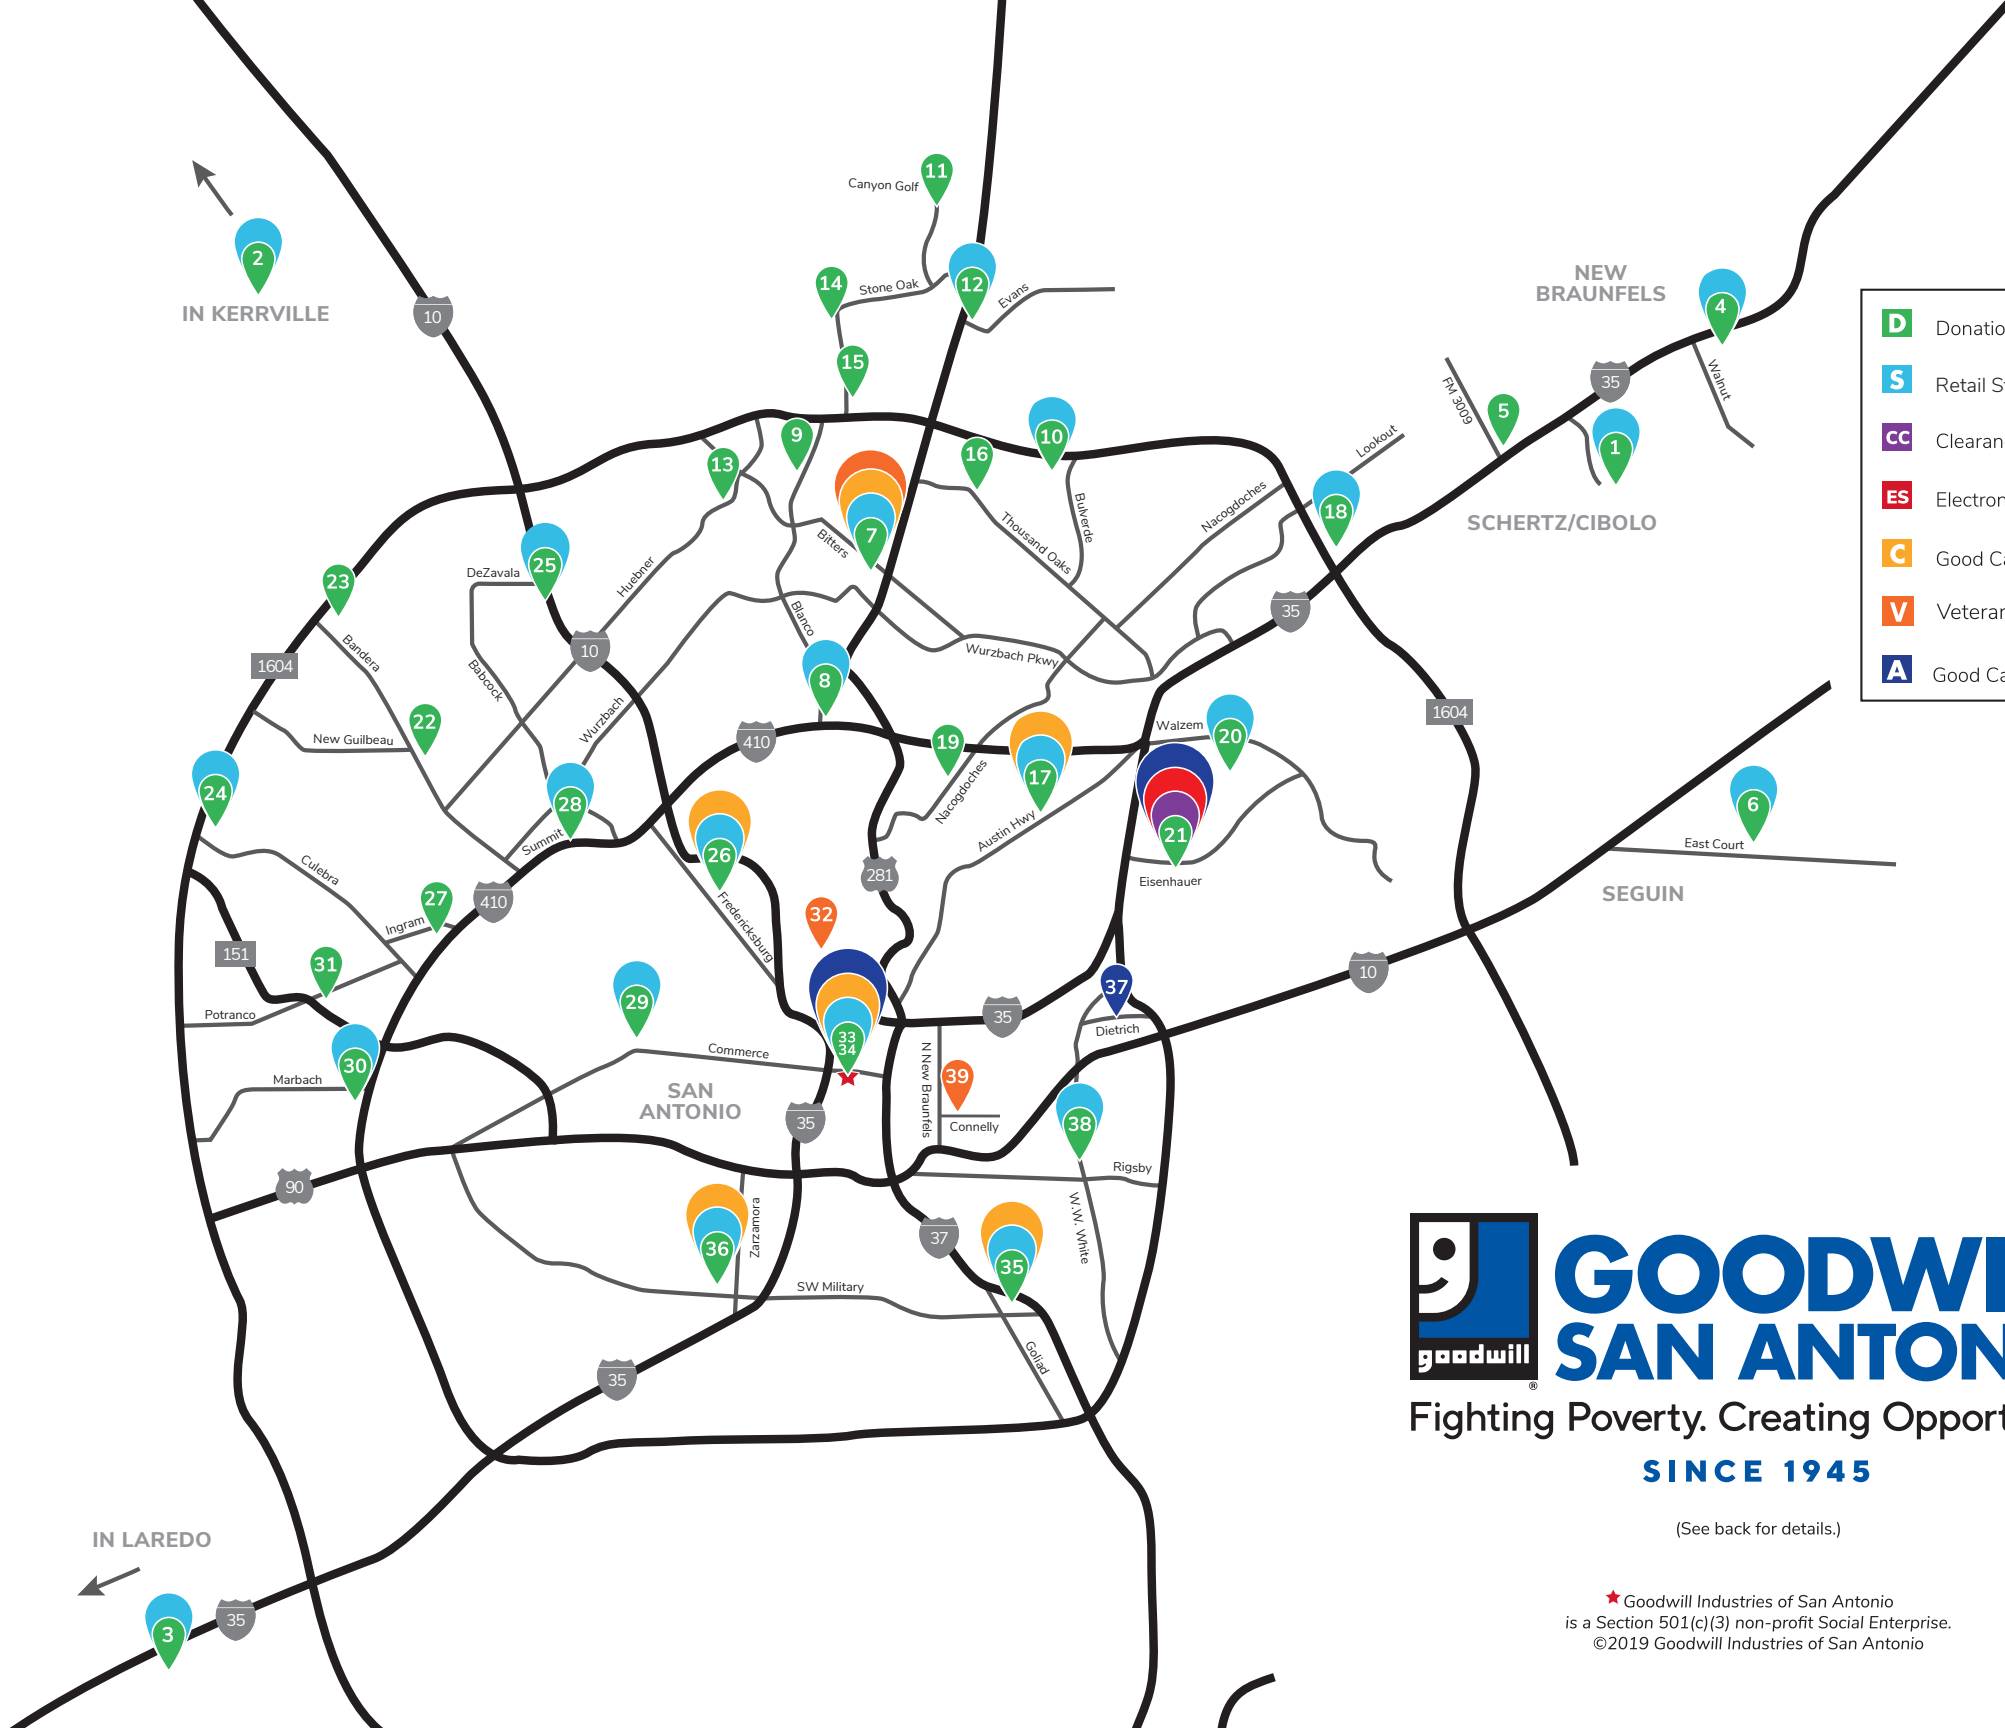 11
Canyon Golf
2
IN KERRVILLE
10
14
Stone Oak
12
Evans
15
NEW
BRAUNFELS
4
35
Walnut
FM 3009
5
1
SCHERTZ/CIBOLO
Lookout
18
9
13
10
16
7
Bitters
Thousand Oaks
Bulverde
Nacogdoches
35
25
DeZavala
Huebner
23
10
Blanco
Bandera
1604
Babcock
Wurzbach
Wurzbach Pkwy
8
22
New Guilbeau
410
19
17
Walzem
20
1604
24
28
Summit
26
Nacogdoches
Austin Hwy
21
Eisenhauer
6
East Court
SEGUIN
Culebra
27
410
Ingram
Fredericksburg
281
32
151
31
Potranco
29
33
34
35
37
Dietrich
10
30
Marbach
Commerce
SAN
ANTONIO
N New Braunfels
39
Connelly
38
35
Rigsby
90
36
Zarzamora
37
35
W.W. White
SW Military
Goliad
35
IN LAREDO
3
35
D Donatio
S Retail S
CC Clearan
ES Electron
C Good Ca
V Veteran
A Good Ca
goodwill
®
GOODWI
SAN ANTON
Fighting Poverty. Creating Opport
SINCE 1945
(See back for details.)
Goodwill Industries of San Antonio
is a Section 501(c)(3) non-profit Social Enterprise.
©2019 Goodwill Industries of San Antonio